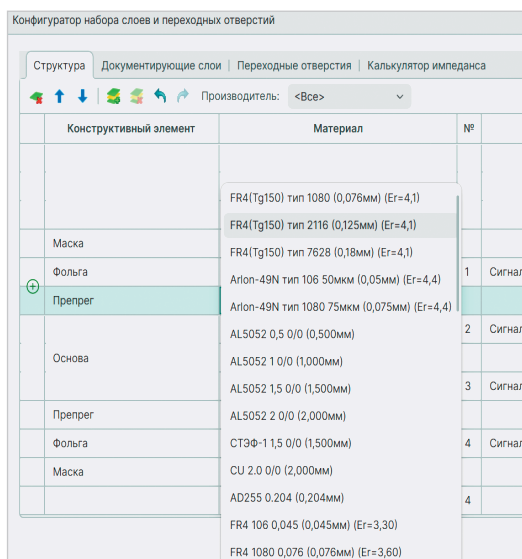 Конфигуратор набора слоев и переходных отверстий
Структура | Документирующие слои | Переходные отверстия | Калькулятор импеданса
Производитель: <Все>
Конструктивный элемент Материал №
FR4(Tg150) тип 1080 (0,076мм) (Er=4,1)
FR4(Tg150) тип 2116 (0,125мм) (Er=4,1)
Маска FR4(Tg150) тип 7628 (0,18мм) (Er=4,1)
Фольга Arlon-49N тип 106 50мкм (0,05мм) (Er=4,4) 1 Сигнал
Препрег Arlon-49N тип 1080 75мкм (0,075мм) (Er=4,4)
AL5052 0,5 0/0 (0,500мм) 2 Сигнал
Основа AL5052 1 0/0 (1,000мм)
AL5052 1,5 0/0 (1,500мм) 3 Сигнал
Препрег AL5052 2 0/0 (2,000мм)
Фольга СТЭФ-1 1,5 0/0 (1,500мм) 4 Сигнал
Маска CU 2.0 0/0 (2,000мм)
AD255 0.204 (0,204мм) 4
FR4 106 0,045 (0,045мм) (Er=3,30)
FR4 1080 0,076 (0,076мм) (Er=3,60)